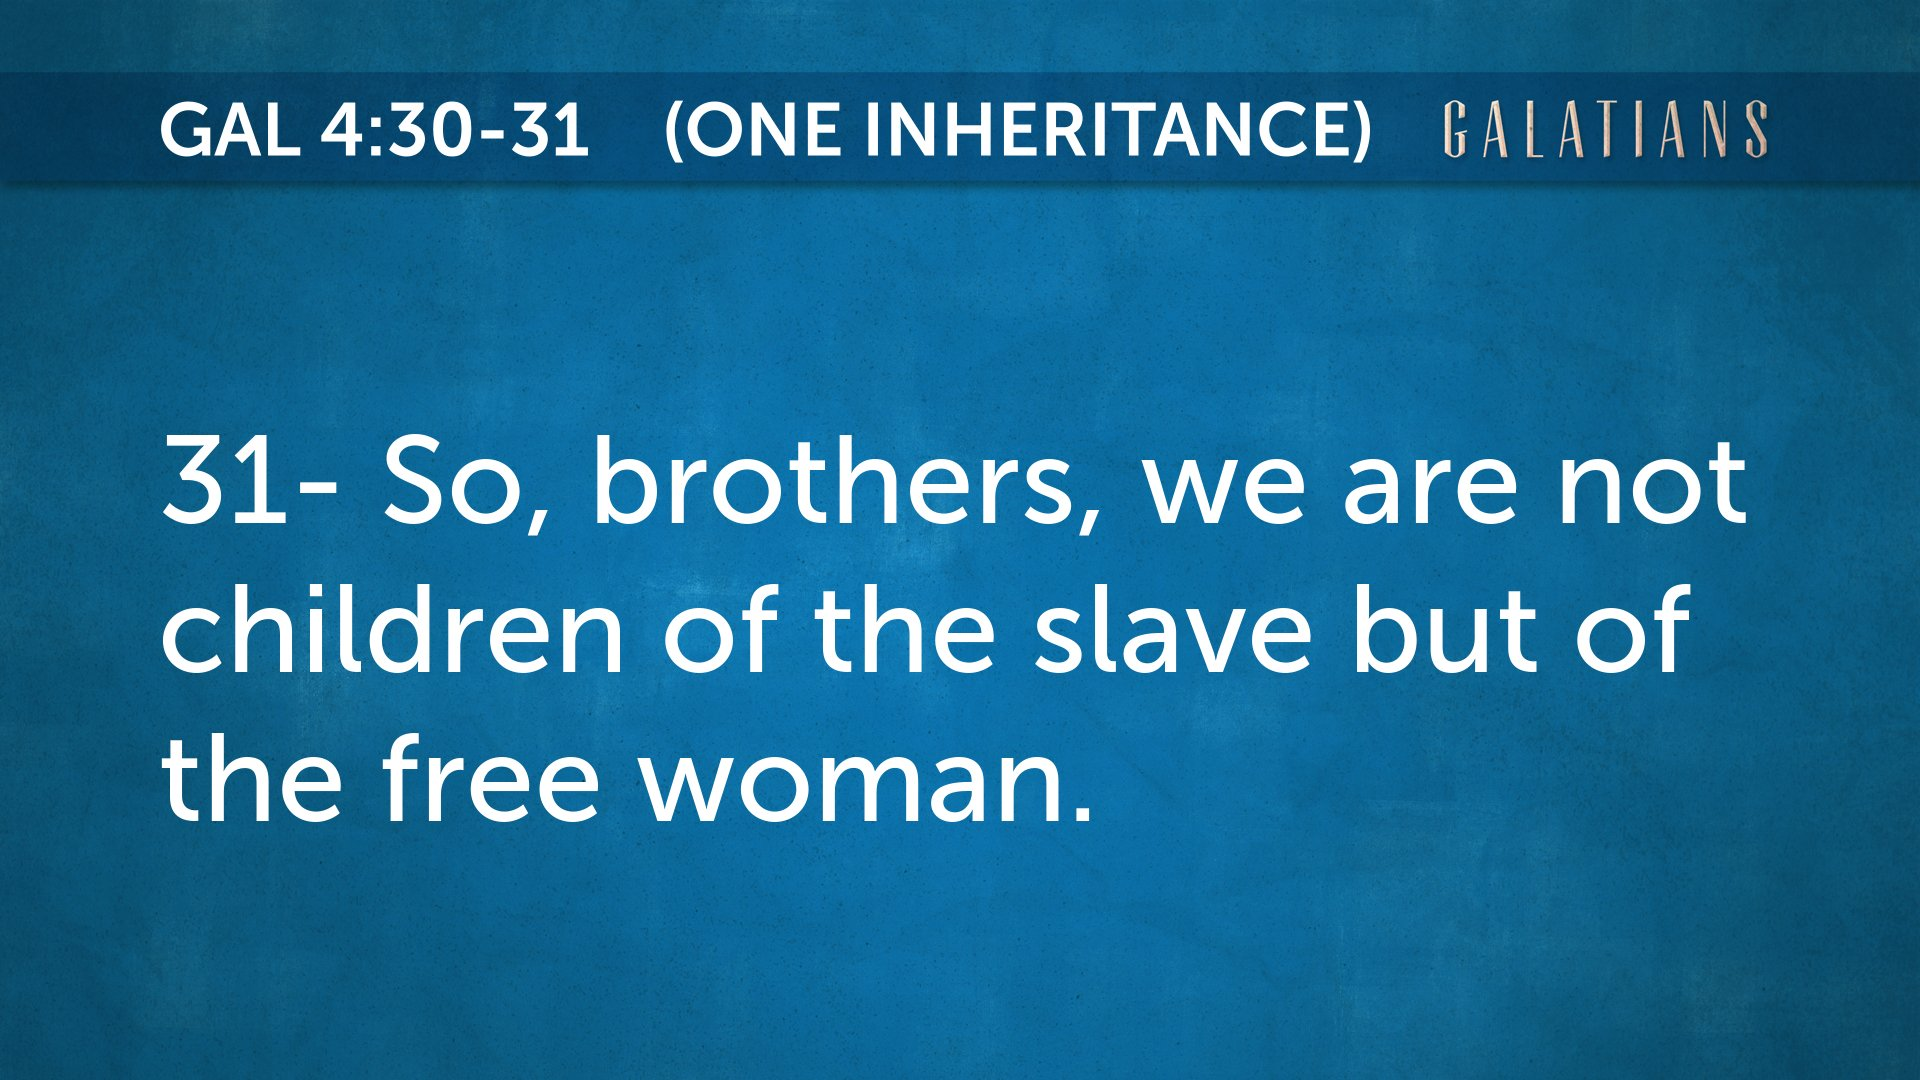 GAL 4:30-31 (ONE INHERITANCE) GALATIANS
31- So, brothers, we are not
children of the slave but of
the free woman.